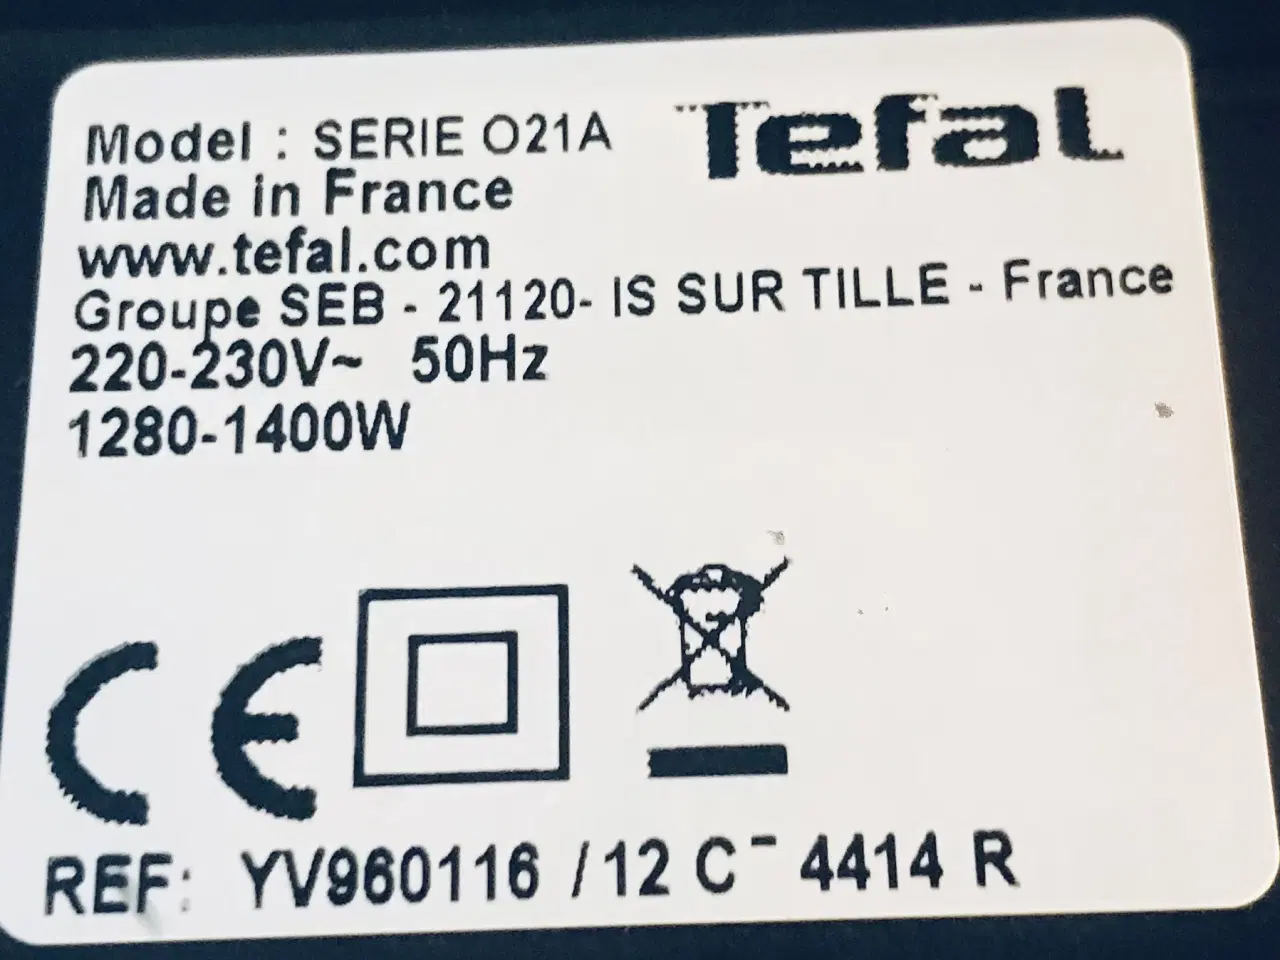 Tefal
Model : SERIE O21A
Made in France
www.tefal.com
Groupe SEB - 21120- IS SUR TILLE - France
220-230V~ 50Hz
1280-1400W
CE
REF: YV960116 /12 C - 4414 R